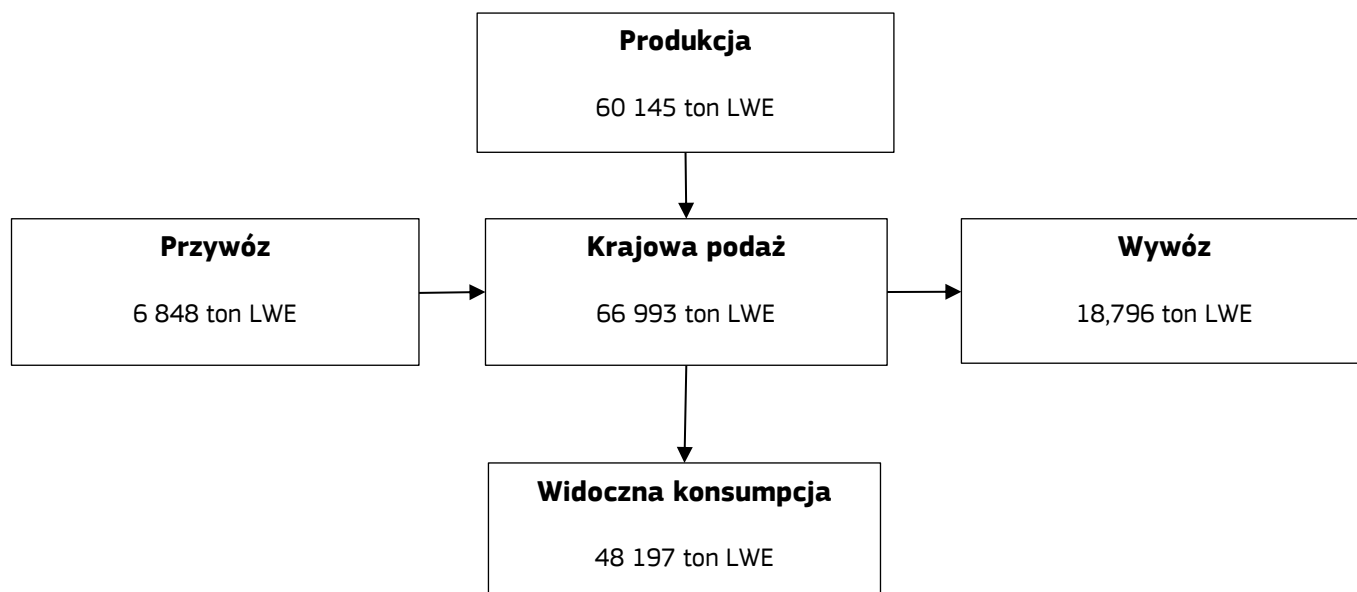 Produkcja
60 145 ton LWE
Przywóz
6 848 ton LWE
Krajowa podaż
66 993 ton LWE
Wywóz
18,796 ton LWE
Widoczna konsumpcja
48 197 ton LWE